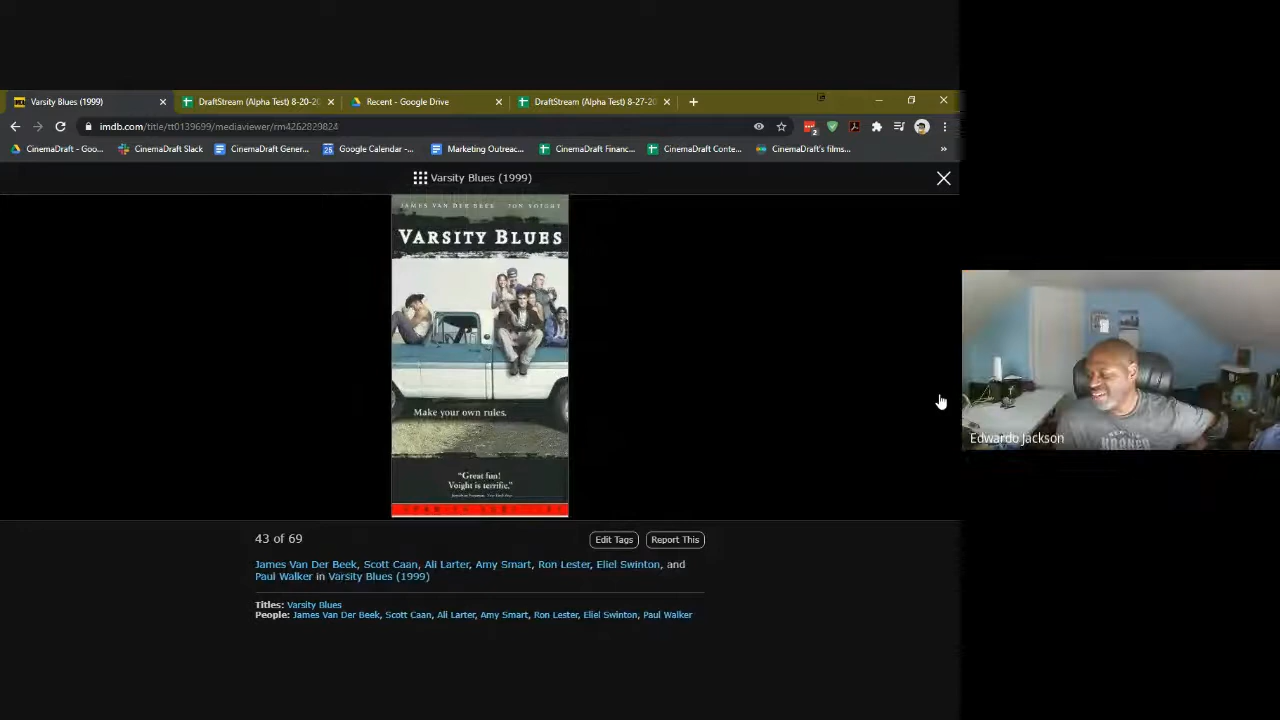 Varsity Blues (1999)
DraftStream (Alpha Test) 8-20-20
Recent - Google Drive
DraftStream (Alpha Test) 8-27-20
imdb.com/title/tt0139699/mediaviewer/rm4262829824
2
CinemaDraft - Goo...
CinemaDraft Slack
CinemaDraft Gener...
Google Calendar -...
Marketing Outreac...
CinemaDraft Financ...
CinemaDraft Conte...
CinemaDraft's films...
Varsity Blues (1999)
JAMES VAN DER BEEK JON VOIGHT
VARSITY BLUES
Make your own rules.
"Great fun!
Voight is terrific."
Edwardo Jackson
43 of 69
Edit Tags
Report This
James Van Der Beek, Scott Caan, Ali Larter, Amy Smart, Ron Lester, Eliel Swinton, and
Paul Walker in Varsity Blues (1999)
Titles: Varsity Blues
People: James Van Der Beek, Scott Caan, Ali Larter, Amy Smart, Ron Lester, Eliel Swinton, Paul Walker